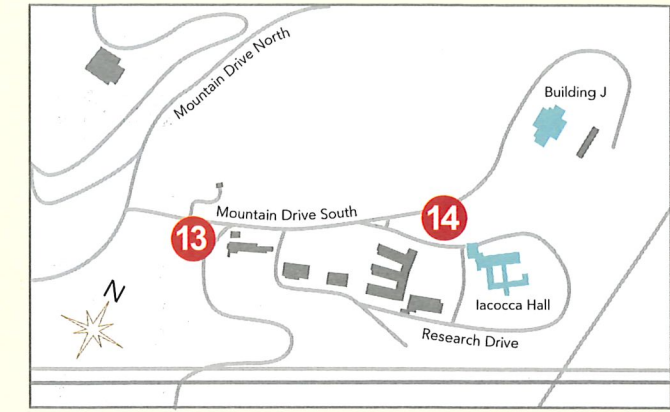 Mountain Drive North
Building J
Mountain Drive South
14
13
N
Iacocca Hall
Research Drive